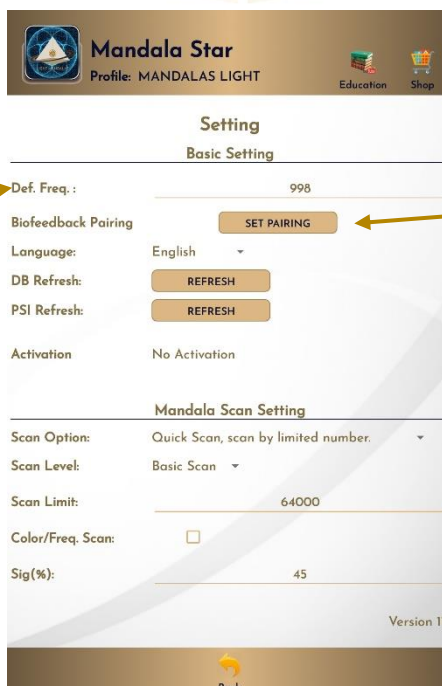 Mandala Star
Profile: MANDALAS LIGHT
Education Shop
Setting
Basic Setting
Def. Freq. : 998
Biofeedback Pairing SET PAIRING
Language: English
DB Refresh: REFRESH
PSI Refresh: REFRESH
Activation No Activation
Mandala Scan Setting
Scan Option: Quick Scan, scan by limited number.
Scan Level: Basic Scan
Scan Limit: 64000
Color/Freq. Scan:
Sig(%): 45
Version 1